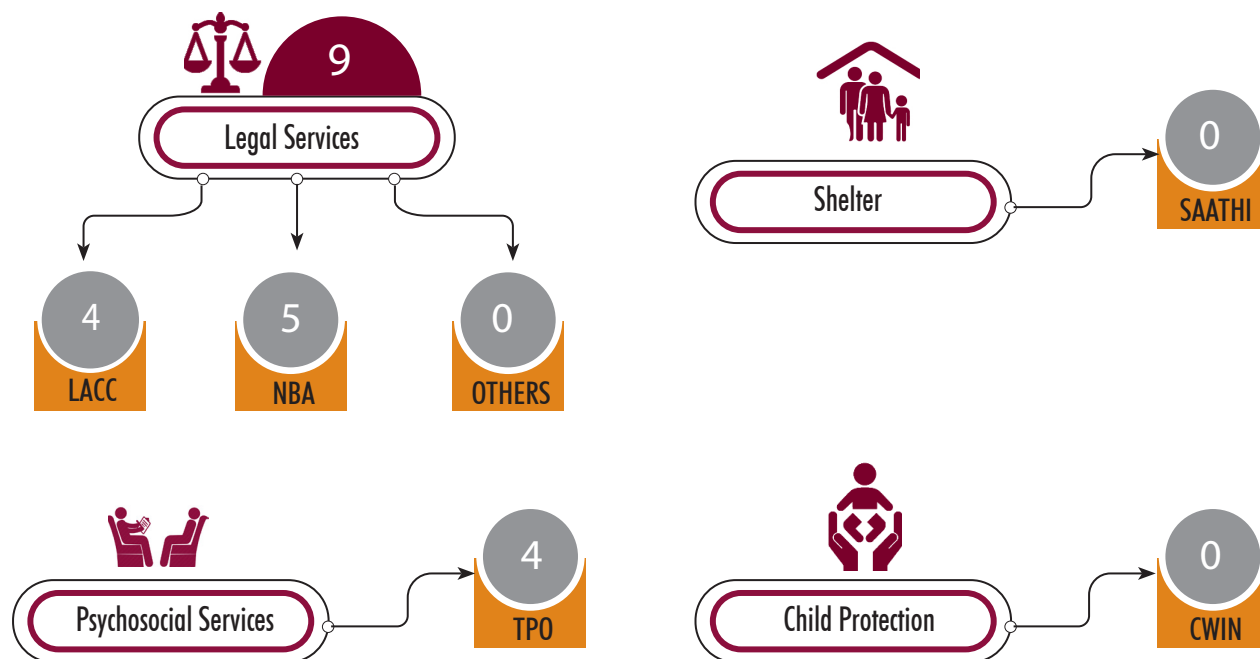 9
Legal Services
4
LACC
5
NBA
0
OTHERS
Shelter
0
SAATHI
Psychosocial Services
4
TPO
Child Protection
0
CWIN